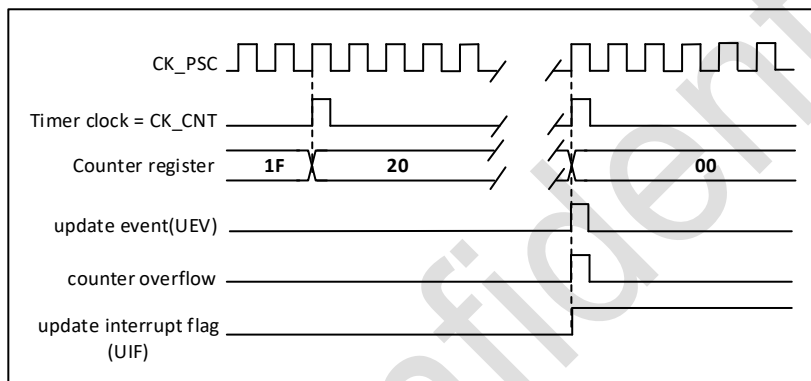 CK_PSC
Timer clock = CK_CNT
Counter register
1F
20
00
update event(UEV)
counter overflow
update interrupt flag
(UIF)